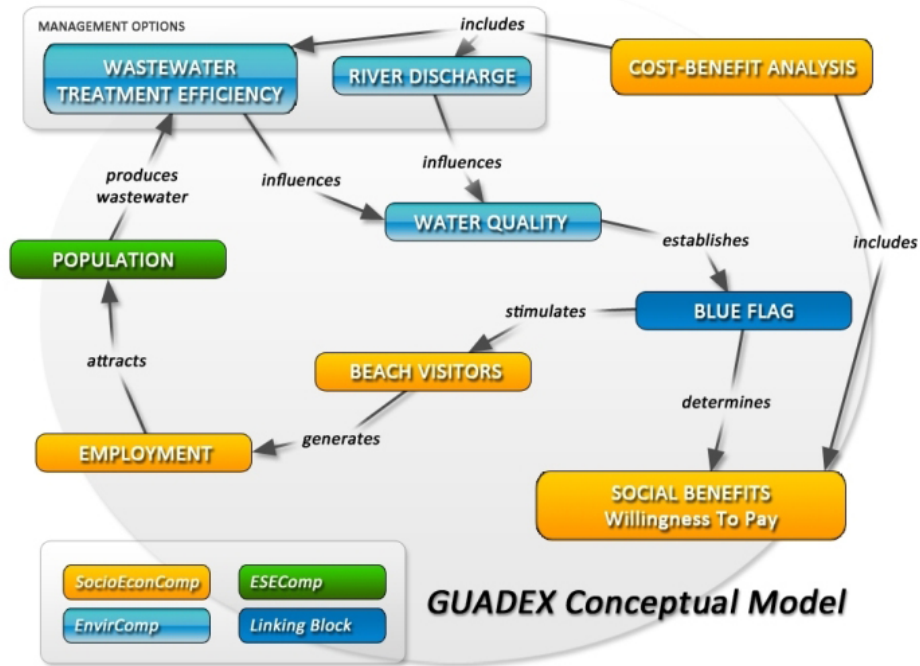 MANAGEMENT OPTIONS
includes
WASTEWATER
TREATMENT EFFICIENCY
RIVER DISCHARGE
COST-BENEFIT ANALYSIS
produces
wastewater
influences
influences
WATER QUALITY
establishes
includes
POPULATION
BLUE FLAG
stimulates
attracts
BEACH VISITORS
determines
generates
EMPLOYMENT
SOCIAL BENEFITS
Willingness To Pay
SocioEconComp
ESEComp
EnvirComp
Linking Block
GUADEX Conceptual Model